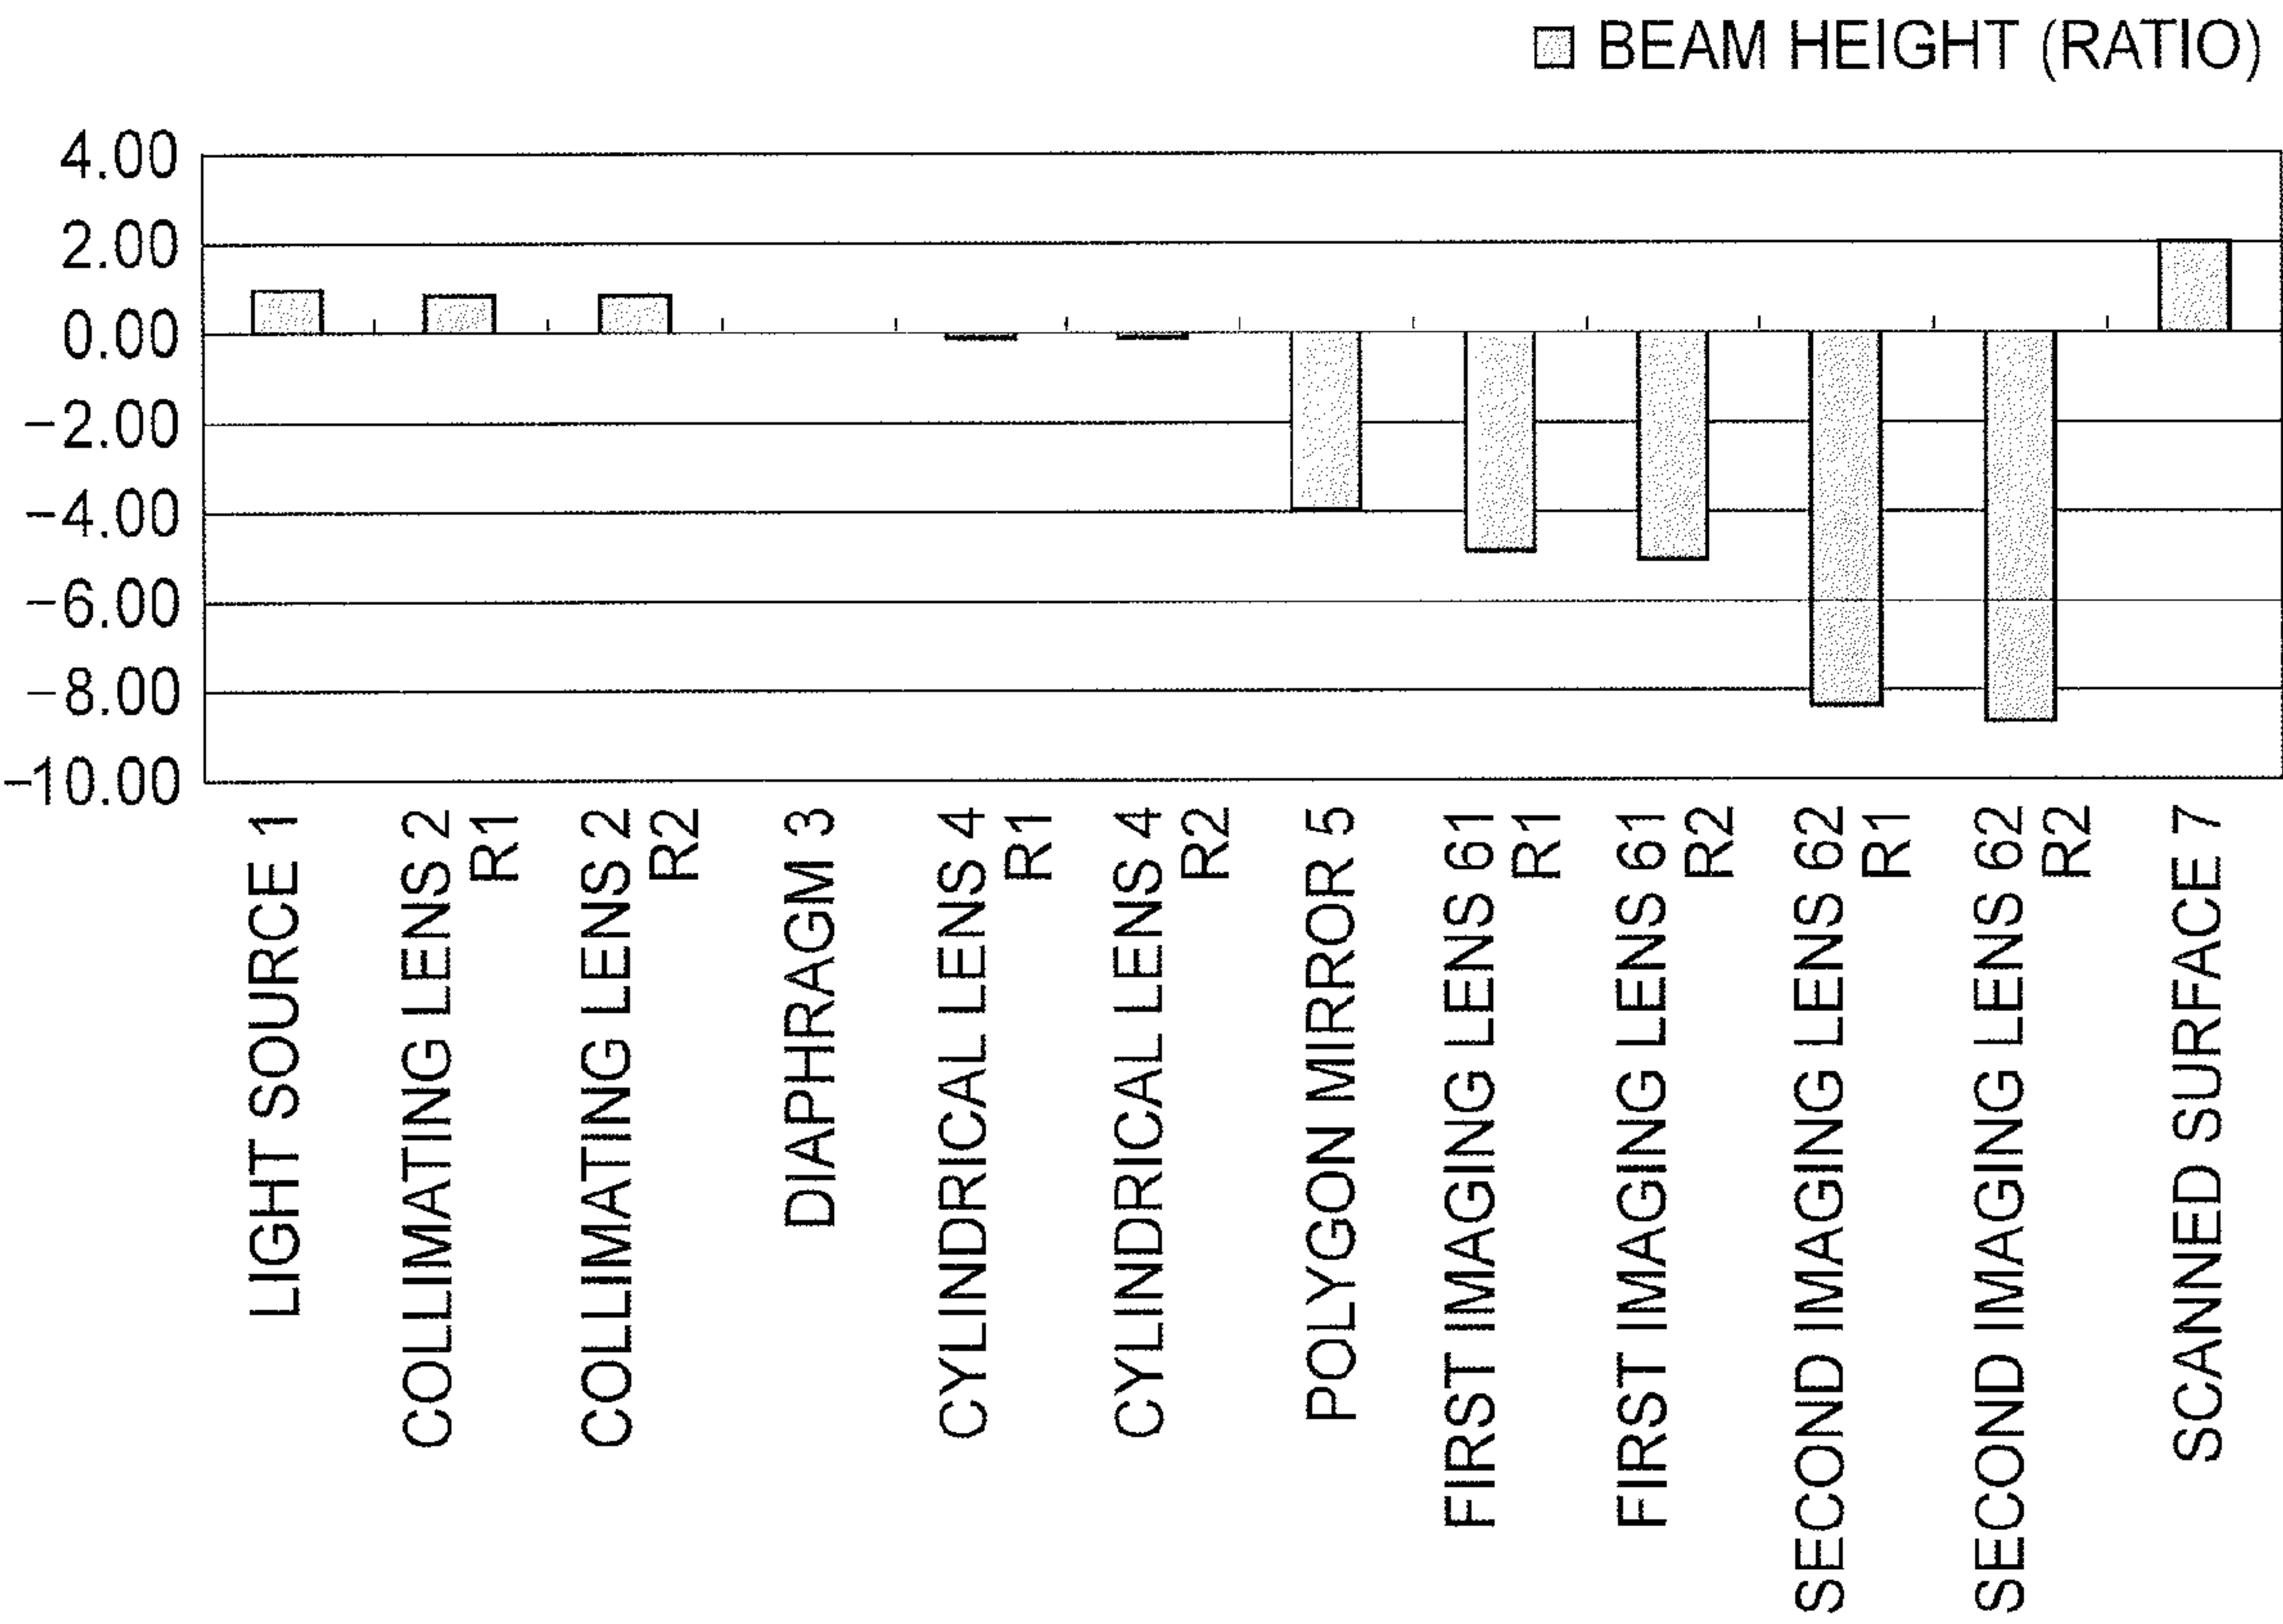 BEAM HEIGHT (RATIO)
4.00
2.00
0.00
−2.00
−4.00
−6.00
−8.00
−10.00
LIGHT SOURCE 1
COLLIMATING LENS 2
R1
COLLIMATING LENS 2
R2
DIAPHRAGM 3
CYLINDRICAL LENS 4
R1
CYLINDRICAL LENS 4
R2
POLYGON MIRROR 5
FIRST IMAGING LENS 61
R1
FIRST IMAGING LENS 61
R2
SECOND IMAGING LENS 62
R1
SECOND IMAGING LENS 62
R2
SCANNED SURFACE 7